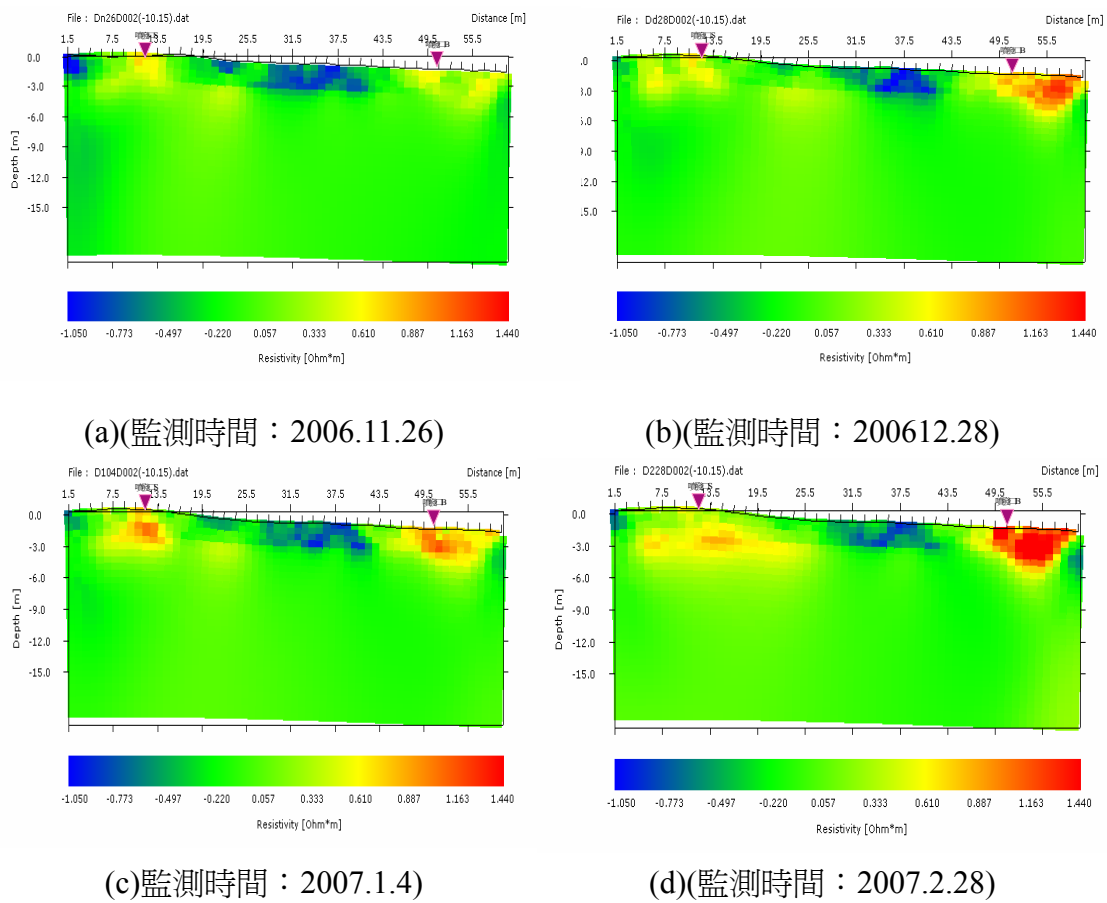 File : Dn26D002(-10.15).dat Distance [m]
1.5 7.5 13.5 19.5 25.5 31.5 37.5 43.5 49.5 55.5
0.0
-3.0
-6.0
-9.0
-12.0
-15.0
Depth [m]
-1.050 -0.773 -0.497 -0.220 0.057 0.333 0.610 0.887 1.163 1.440
Resistivity [Ohm*m]
(a)(監測時間：2006.11.26)
File : Dd28D002(-10.15).dat Distance [m]
1.5 7.5 13.5 19.5 25.5 31.5 37.5 43.5 49.5 55.5
.0
3.0
5.0
9.0
12.0
15.0
-1.050 -0.773 -0.497 -0.220 0.057 0.333 0.610 0.887 1.163 1.440
Resistivity [Ohm*m]
(b)(監測時間：200612.28)
File : D104D002(-10.15).dat Distance [m]
1.5 7.5 13.5 19.5 25.5 31.5 37.5 43.5 49.5 55.5
0.0
-3.0
-6.0
-9.0
-12.0
-15.0
Depth [m]
-1.050 -0.773 -0.497 -0.220 0.057 0.333 0.610 0.887 1.163 1.440
Resistivity [Ohm*m]
(c)監測時間：2007.1.4)
File : D228D002(-10.15).dat Distance [m]
1.5 7.5 13.5 19.5 25.5 31.5 37.5 43.5 49.5 55.5
0.0
-3.0
-6.0
-9.0
-12.0
-15.0
Depth [m]
-1.050 -0.773 -0.497 -0.220 0.057 0.333 0.610 0.887 1.163 1.440
Resistivity [Ohm*m]
(d)(監測時間：2007.2.28)